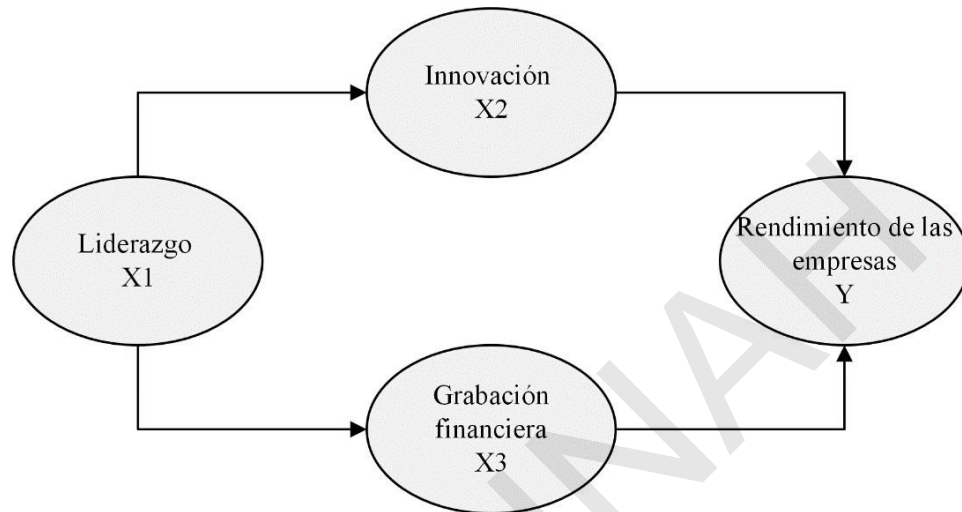 Innovación
X2
Liderazgo
X1
Rendimiento de las
empresas
Y
Grabación
financiera
X3